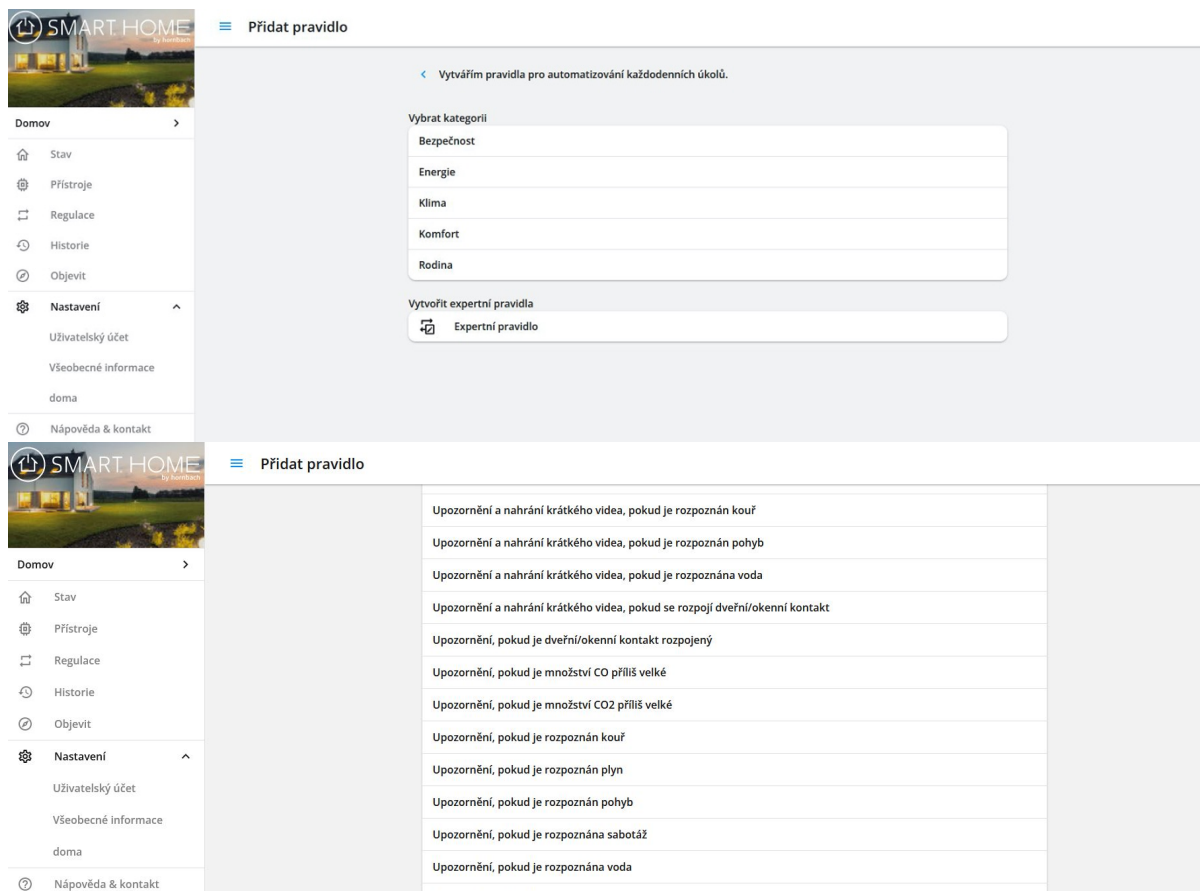 SMART HOME
by hornbach
Přidat pravidlo
Vytvářím pravidla pro automatizování každodenních úkolů.
Domov
Stav
Přístroje
Regulace
Historie
Objevit
Nastavení
Uživatelský účet
Všeobecné informace
doma
Nápověda & kontakt
Vybrat kategorii
Bezpečnost
Energie
Klima
Komfort
Rodina
Vytvořit expertní pravidla
Expertní pravidlo
SMART HOME
by hornbach
Přidat pravidlo
Domov
Stav
Přístroje
Regulace
Historie
Objevit
Nastavení
Uživatelský účet
Všeobecné informace
doma
Nápověda & kontakt
Upozornění a nahrání krátkého videa, pokud je rozpoznán kouř
Upozornění a nahrání krátkého videa, pokud je rozpoznán pohyb
Upozornění a nahrání krátkého videa, pokud je rozpoznána voda
Upozornění a nahrání krátkého videa, pokud se rozpojí dveřní/okenní kontakt
Upozornění, pokud je dveřní/okenní kontakt rozpojený
Upozornění, pokud je množství CO příliš velké
Upozornění, pokud je množství CO2 příliš velké
Upozornění, pokud je rozpoznán kouř
Upozornění, pokud je rozpoznán plyn
Upozornění, pokud je rozpoznán pohyb
Upozornění, pokud je rozpoznána sabotáž
Upozornění, pokud je rozpoznána voda